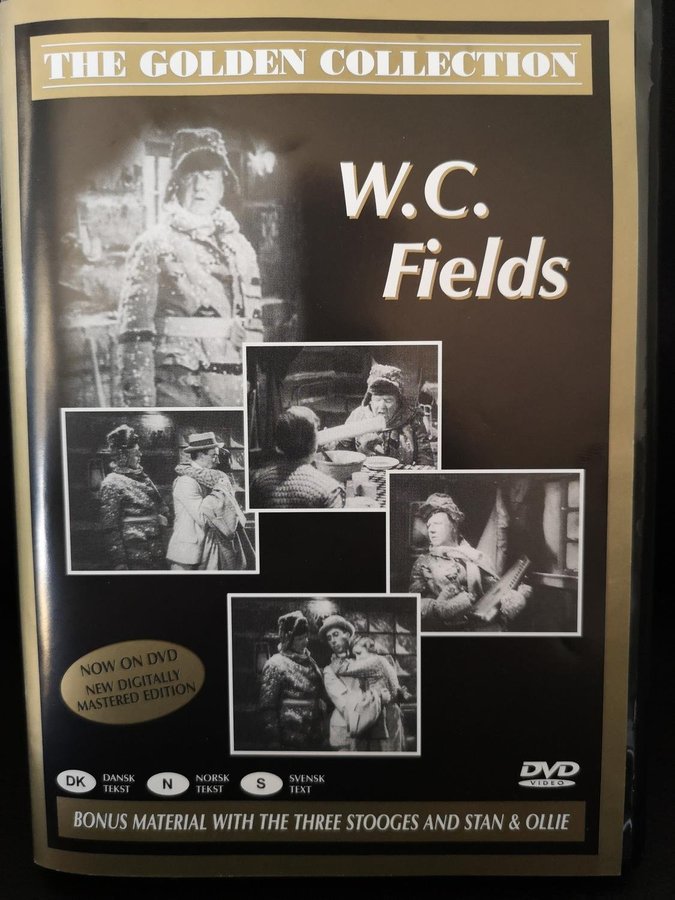 THE GOLDEN COLLECTION
W.C.
Fields
NOW ON DVD
NEW DIGITALLY
MASTERED EDITION
DK
DANSK
TEKST
N
NORSK
TEKST
S
SVENSK
TEXT
DVD
VIDEO
BONUS MATERIAL WITH THE THREE STOOGES AND STAN & OLLIE